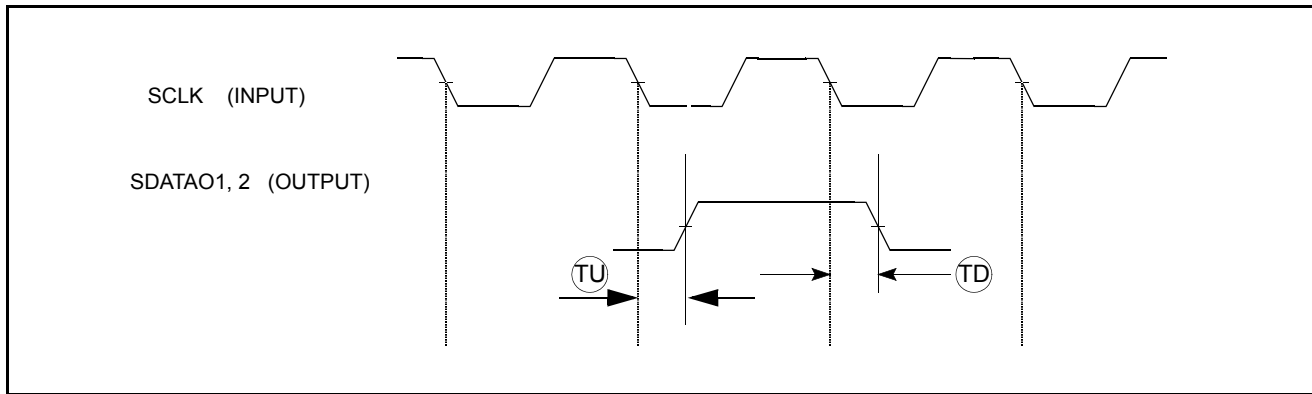 SCLK (INPUT)
SDATAO1, 2 (OUTPUT)
TU
TD